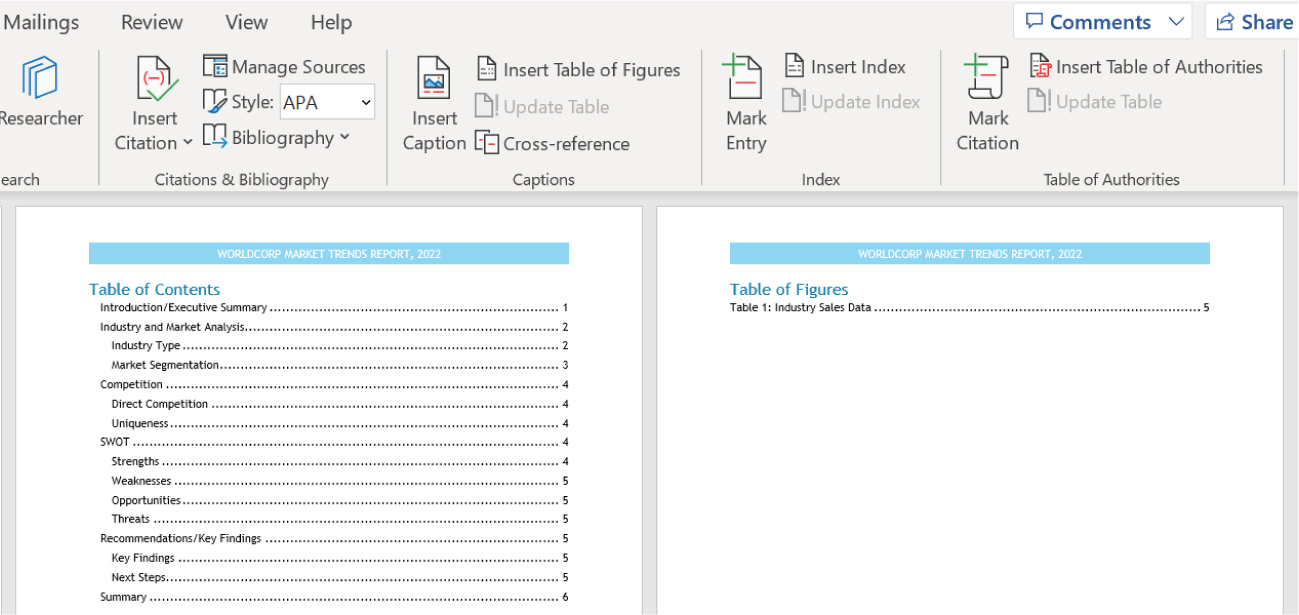 Mailings Review View Help Comments Share
Researcher
Insert Citation
Manage Sources
Style: APA
Bibliography
Insert Caption
Insert Table of Figures
Update Table
Cross-reference
Mark Entry
Insert Index
Update Index
Mark Citation
Insert Table of Authorities
Update Table
earch Citations & Bibliography Captions Index Table of Authorities
WORLDCORP MARKET TRENDS REPORT, 2022
Table of Contents
Introduction/Executive Summary 1
Industry and Market Analysis 2
Industry Type 2
Market Segmentation 3
Competition 4
Direct Competition 4
Uniqueness 4
SWOT 4
Strengths 4
Weaknesses 5
Opportunities 5
Threats 5
Recommendations/Key Findings 5
Key Findings 5
Next Steps 5
Summary 6
WORLDCORP MARKET TRENDS REPORT, 2022
Table of Figures
Table 1: Industry Sales Data 5